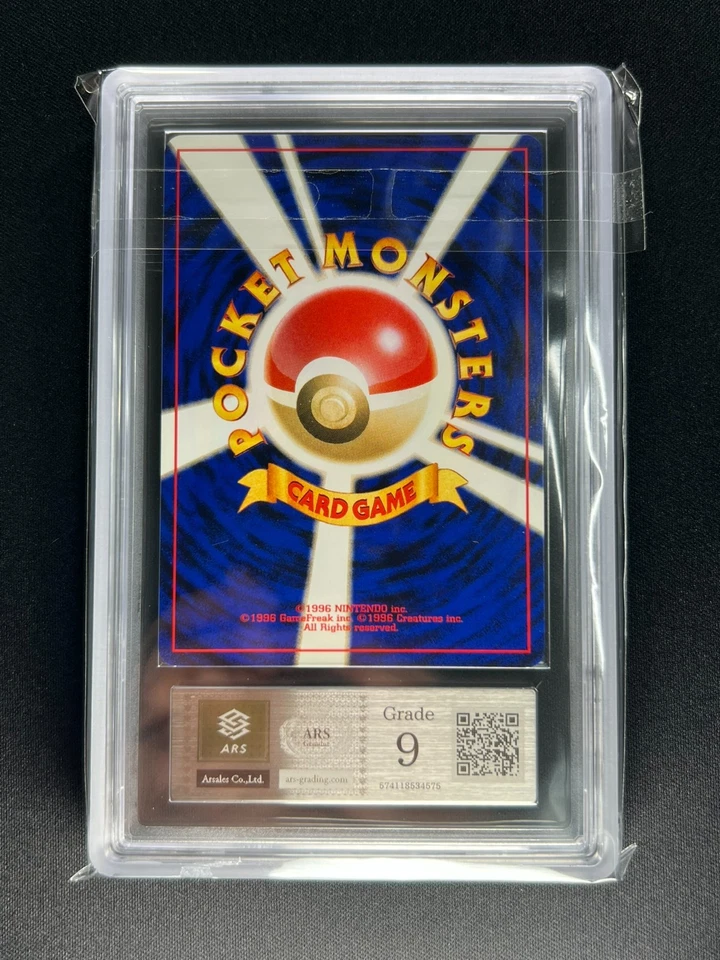 POCKET MONSTERS
CARD GAME
©1996 NINTENDO inc.
©1996 GameFreak inc. ©1996 Creatures inc.
All Rights reserved.
ARS
Arsales Co.,Ltd.
ARS
ars-grading.com
Grade
9
574118534575